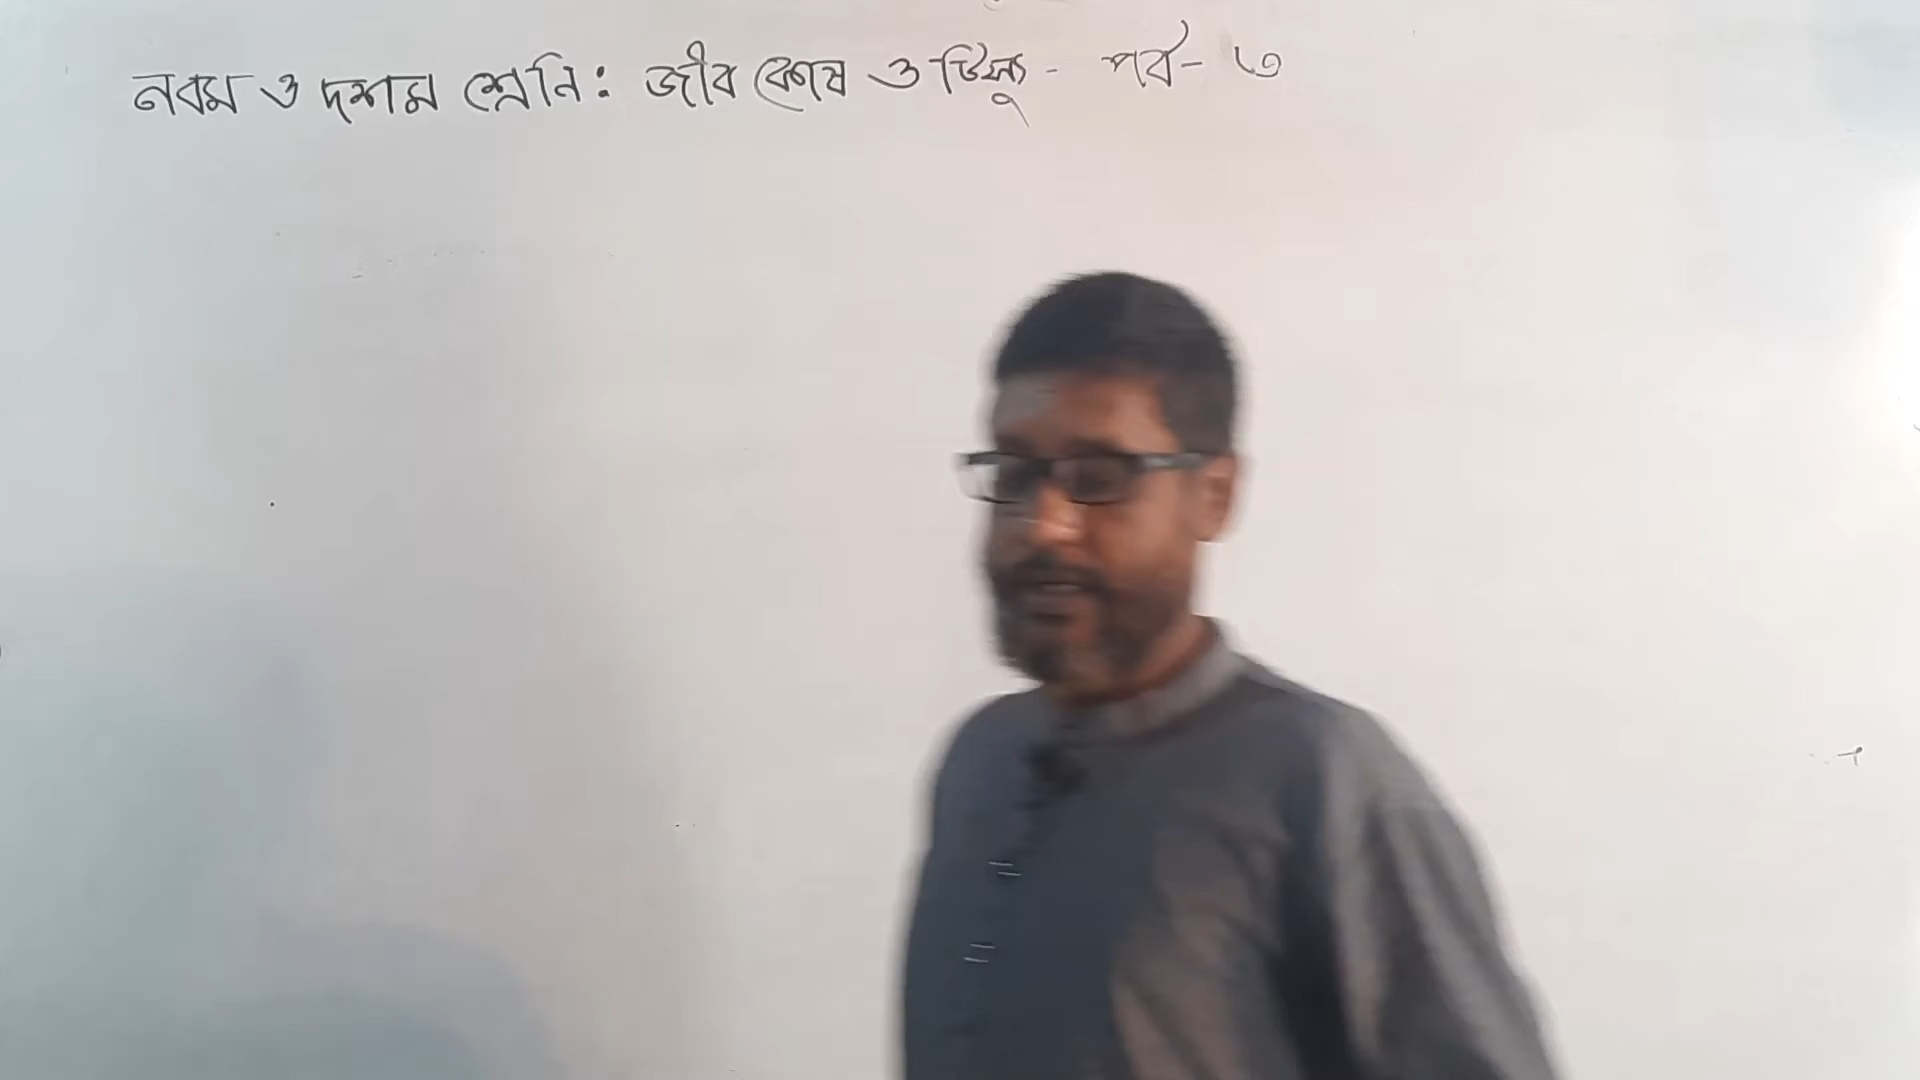 নবম ও দশম শ্রেনি: জীব কোষ ও টিস্যু - পর্ব - ৩